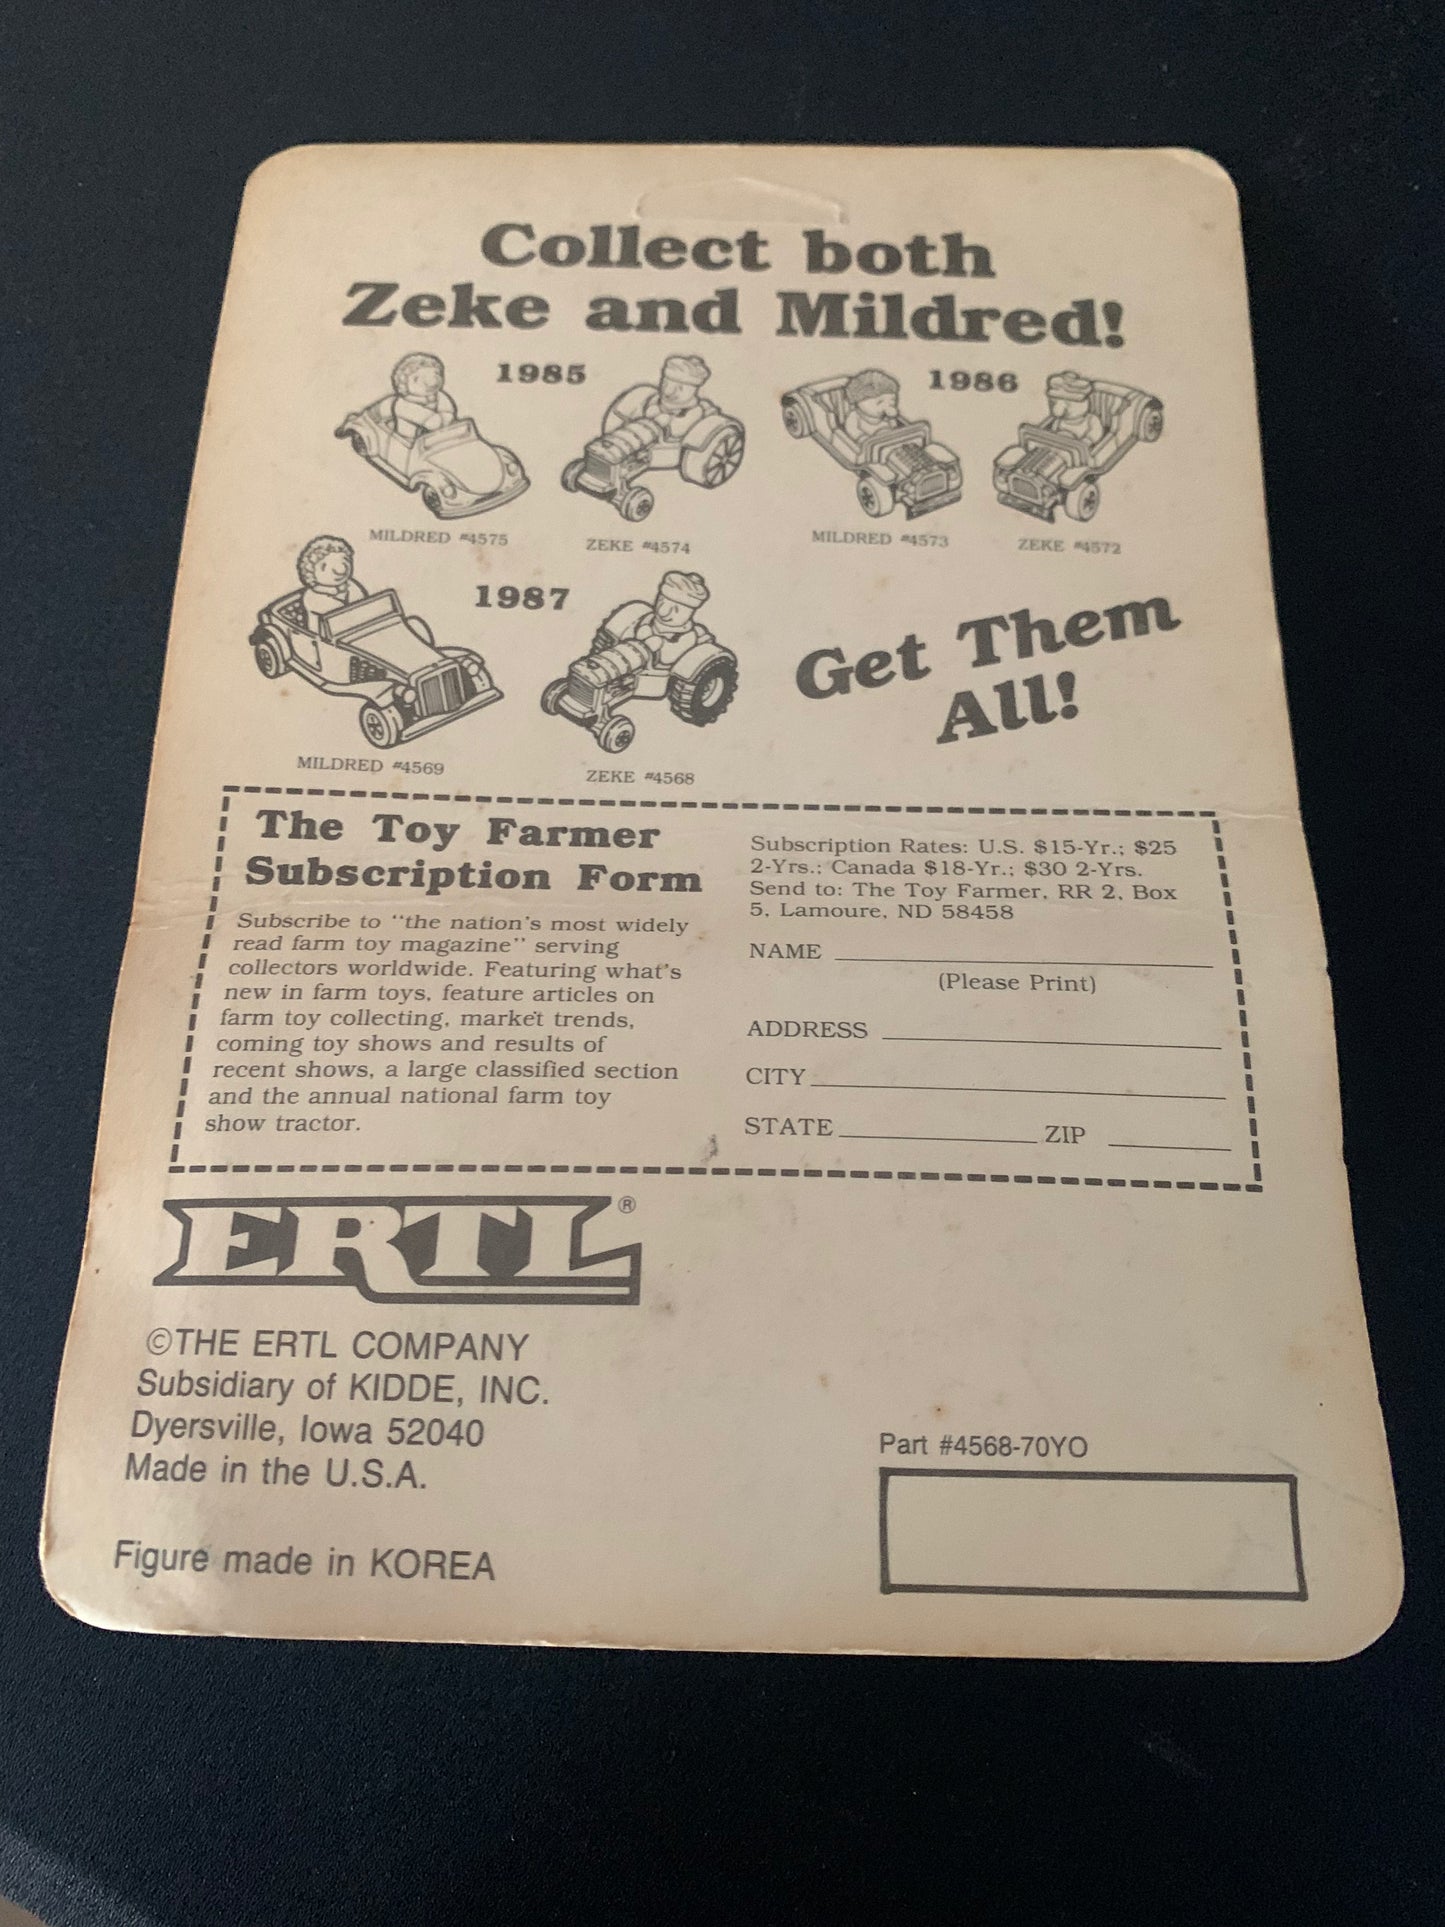 Collect both
Zeke and Mildred!
1985
1986
MILDRED #4575
ZEKE #4574
MILDRED #4573
ZEKE #4572
1987
Get Them
All!
MILDRED #4569
ZEKE #4568
The Toy Farmer
Subscription Form
Subscribe to "the nation's most widely
read farm toy magazine" serving
collectors worldwide. Featuring what's
new in farm toys, feature articles on
farm toy collecting, market trends,
coming toy shows and results of
recent shows, a large classified section
and the annual national farm toy
show tractor.
Subscription Rates: U.S. $15-Yr.; $25
2-Yrs.; Canada $18-Yr.; $30 2-Yrs.
Send to: The Toy Farmer, RR 2, Box
5, Lamoure, ND 58458
NAME
(Please Print)
ADDRESS
CITY
STATE ZIP
ERTL®
©THE ERTL COMPANY
Subsidiary of KIDDE, INC.
Dyersville, Iowa 52040
Made in the U.S.A.
Figure made in KOREA
Part #4568-70YO